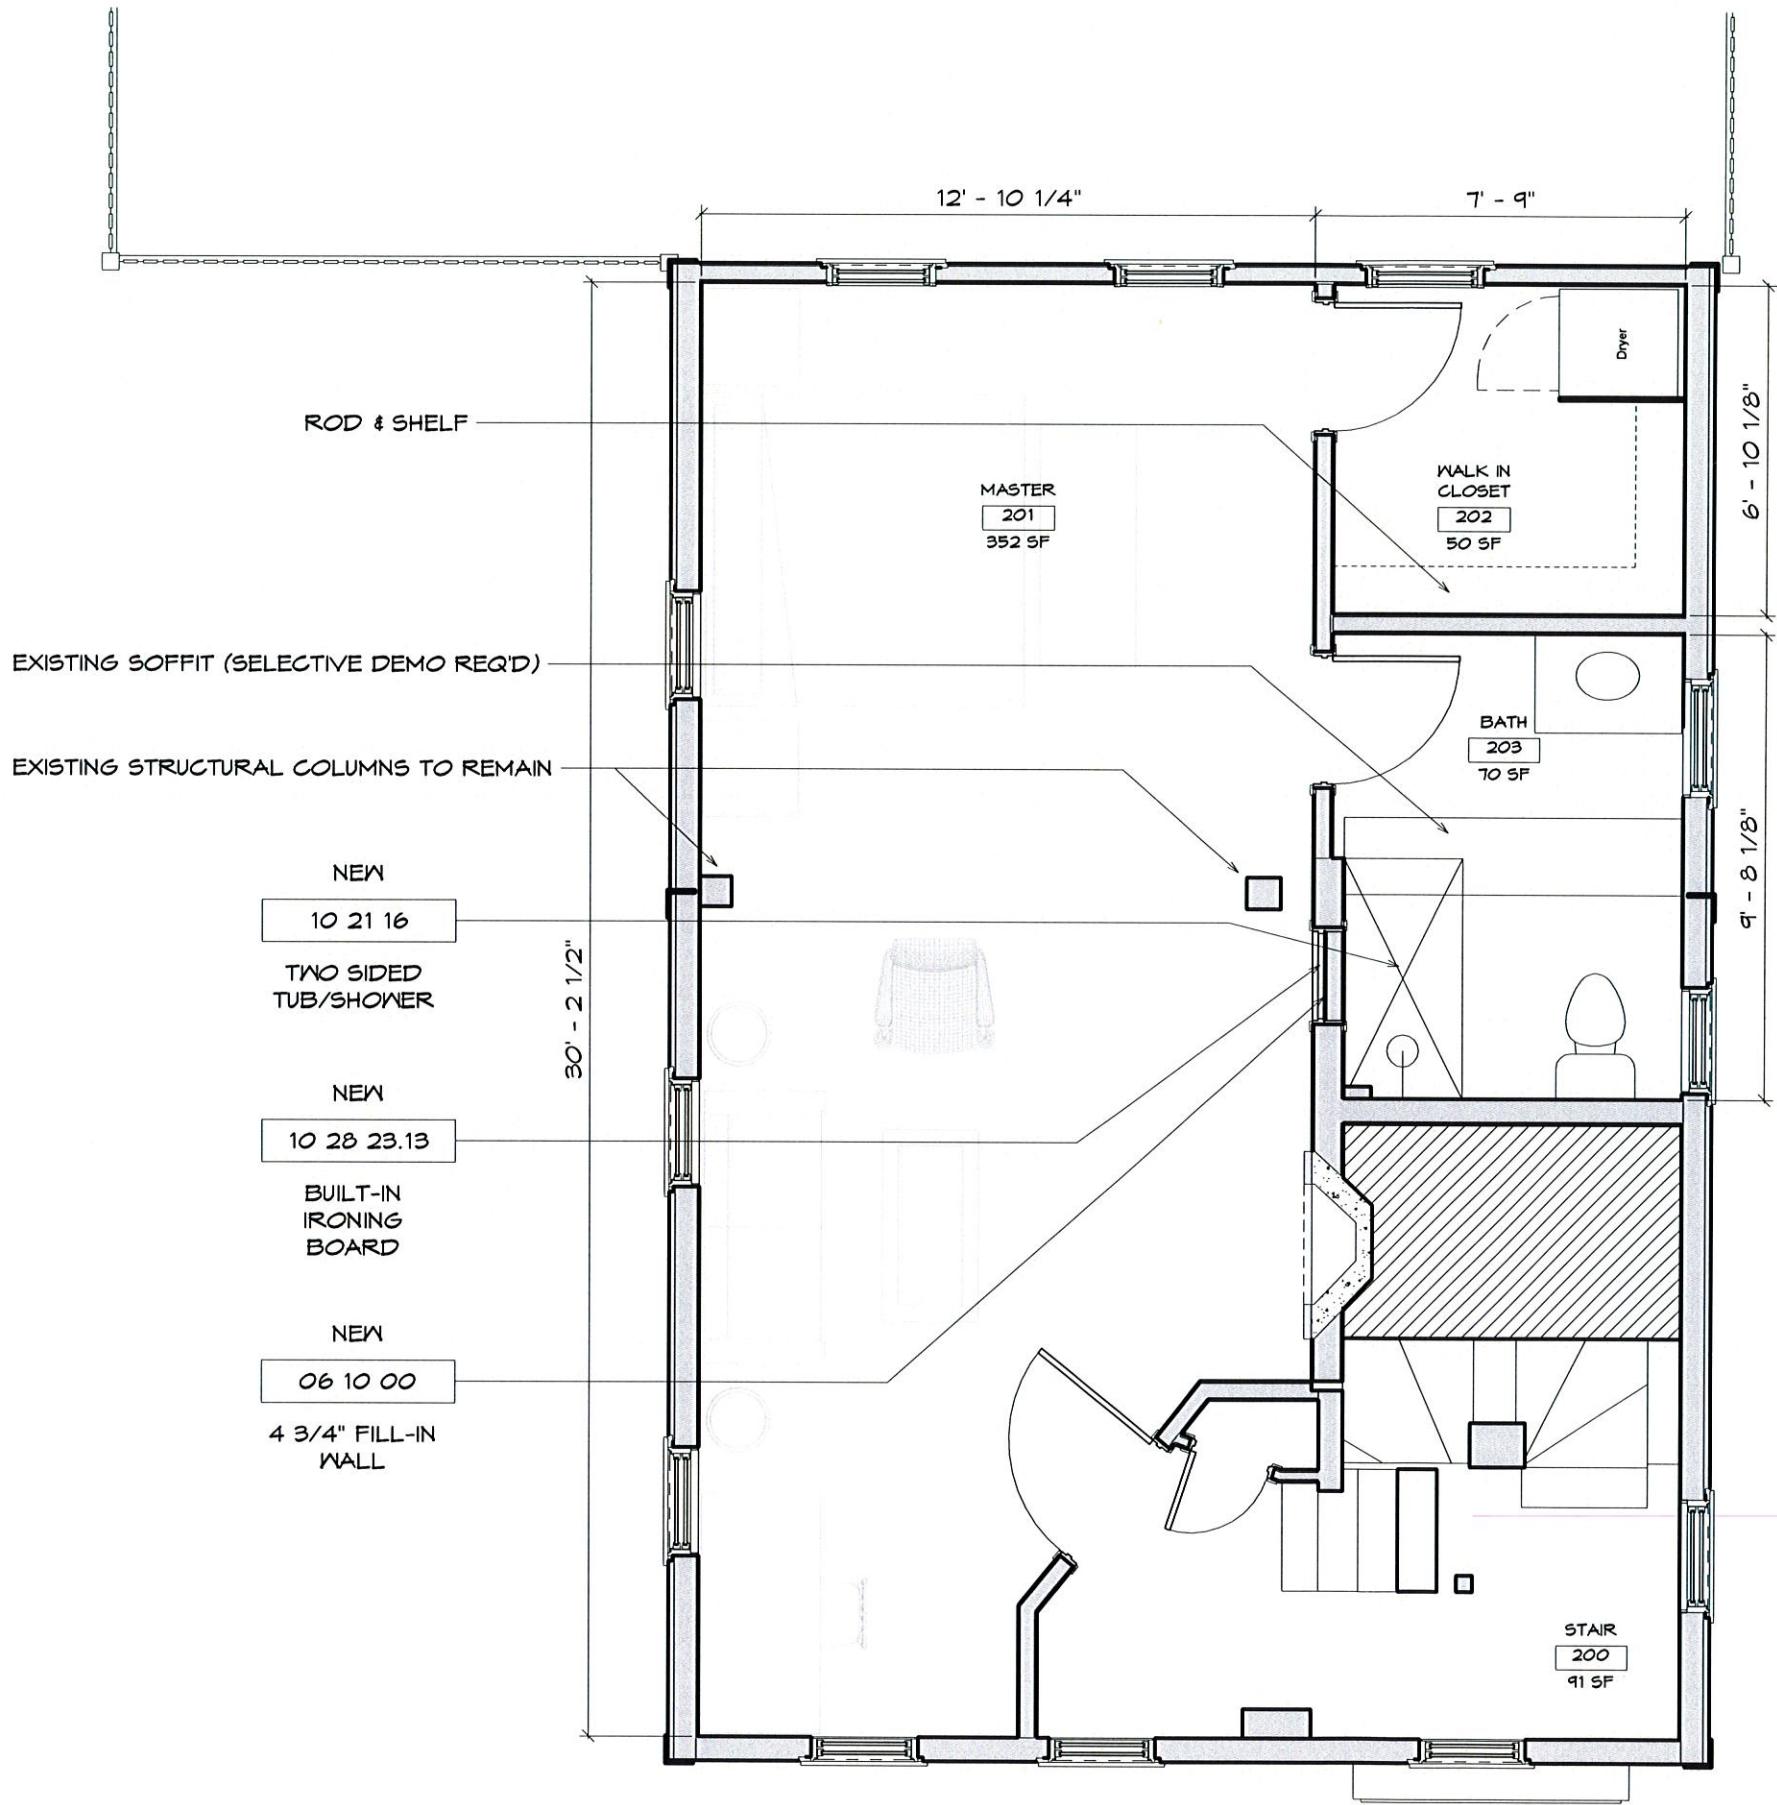 12' - 10 1/4"
7' - 9"
Dryer
ROD & SHELF
6' - 10 1/8"
MASTER
201
352 SF
WALK IN
CLOSET
202
50 SF
EXISTING SOFFIT (SELECTIVE DEMO REQ'D)
BATH
203
70 SF
EXISTING STRUCTURAL COLUMNS TO REMAIN
9' - 8 1/8"
NEW
10 21 16
TWO SIDED
TUB/SHOWER
30' - 2 1/2"
NEW
10 28 23.13
BUILT-IN
IRONING
BOARD
NEW
06 10 00
4 3/4" FILL-IN
WALL
STAIR
200
91 SF